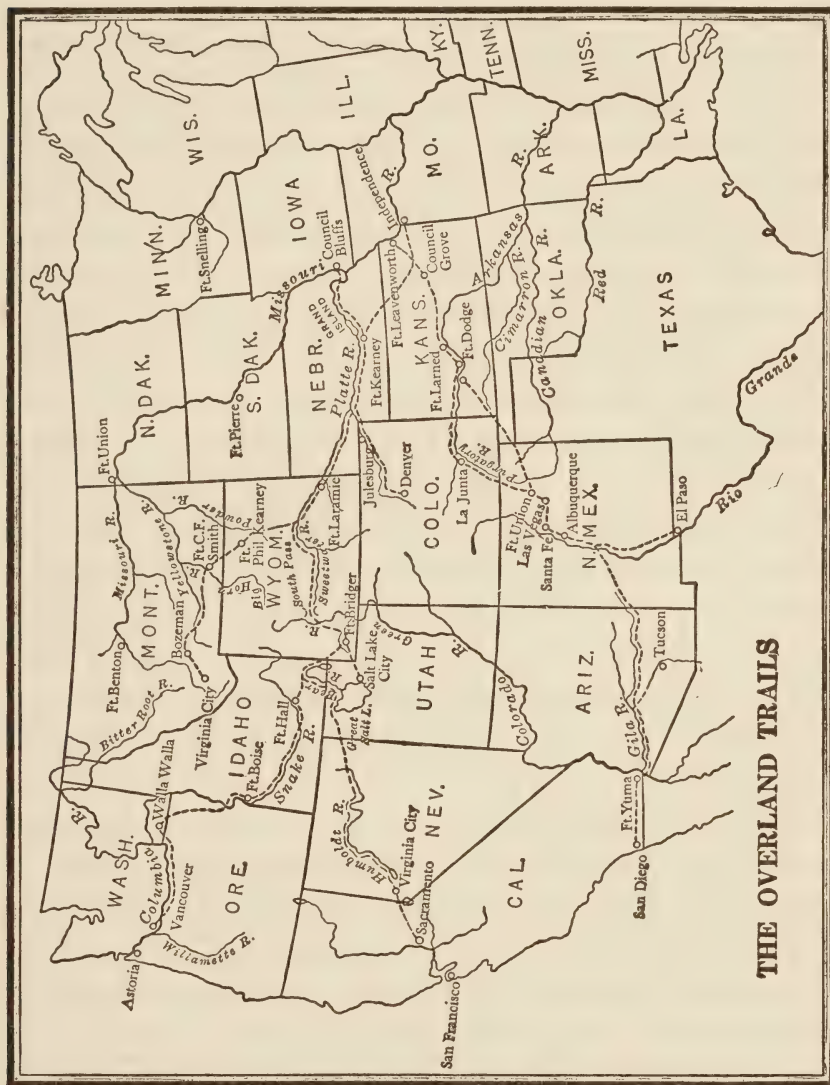 THE OVERLAND TRAILS
WASH.
ORE.
CAL.
NEV.
IDAHO
MONT.
WYOM.
UTAH
ARIZ.
COLO.
N. MEX.
N. DAK.
S. DAK.
NEBR.
KANS.
OKLA.
TEXAS
MINN.
IOWA
MO.
ARK.
LA.
WIS.
ILL.
KY.
TENN.
MISS.
Astoria
Vancouver
Columbia
R.
Willamette R.
Walla Walla
Ft.Boise
Snake R.
Ft.Hall
Bitter Root R.
Ft.Benton
Missouri R.
Virginia City
Bozeman
Yellowstone R.
Ft.C.F.
Smith
Big Horn R.
Ft.
Phil Kearney
Powder R.
Ft.Union
South Pass
Sweetwater R.
Ft.Laramie
Ft.Bridger
Green R.
Bear R.
Great
Salt L.
Salt Lake
City
Humboldt R.
Virginia City
Sacramento
San Francisco
San Diego
Ft.Yuma
Gila R.
Tucson
Colorado
R.
Ft.Pierre
Ft.Snelling
Missouri
Council
Bluffs
GRAND
ISLAND
Platte R.
Ft.Kearney
Julesburg
Denver
Ft.Leavenworth
Independence
R.
Council
Grove
Ft.Larned
Ft.Dodge
Arkansas
R.
Cimarron R.
Canadian
R.
La Junta
Purgatory R.
Ft.Union
Las Vegas
Santa Fe
Albuquerque
El Paso
Rio
Grande
Red
R.